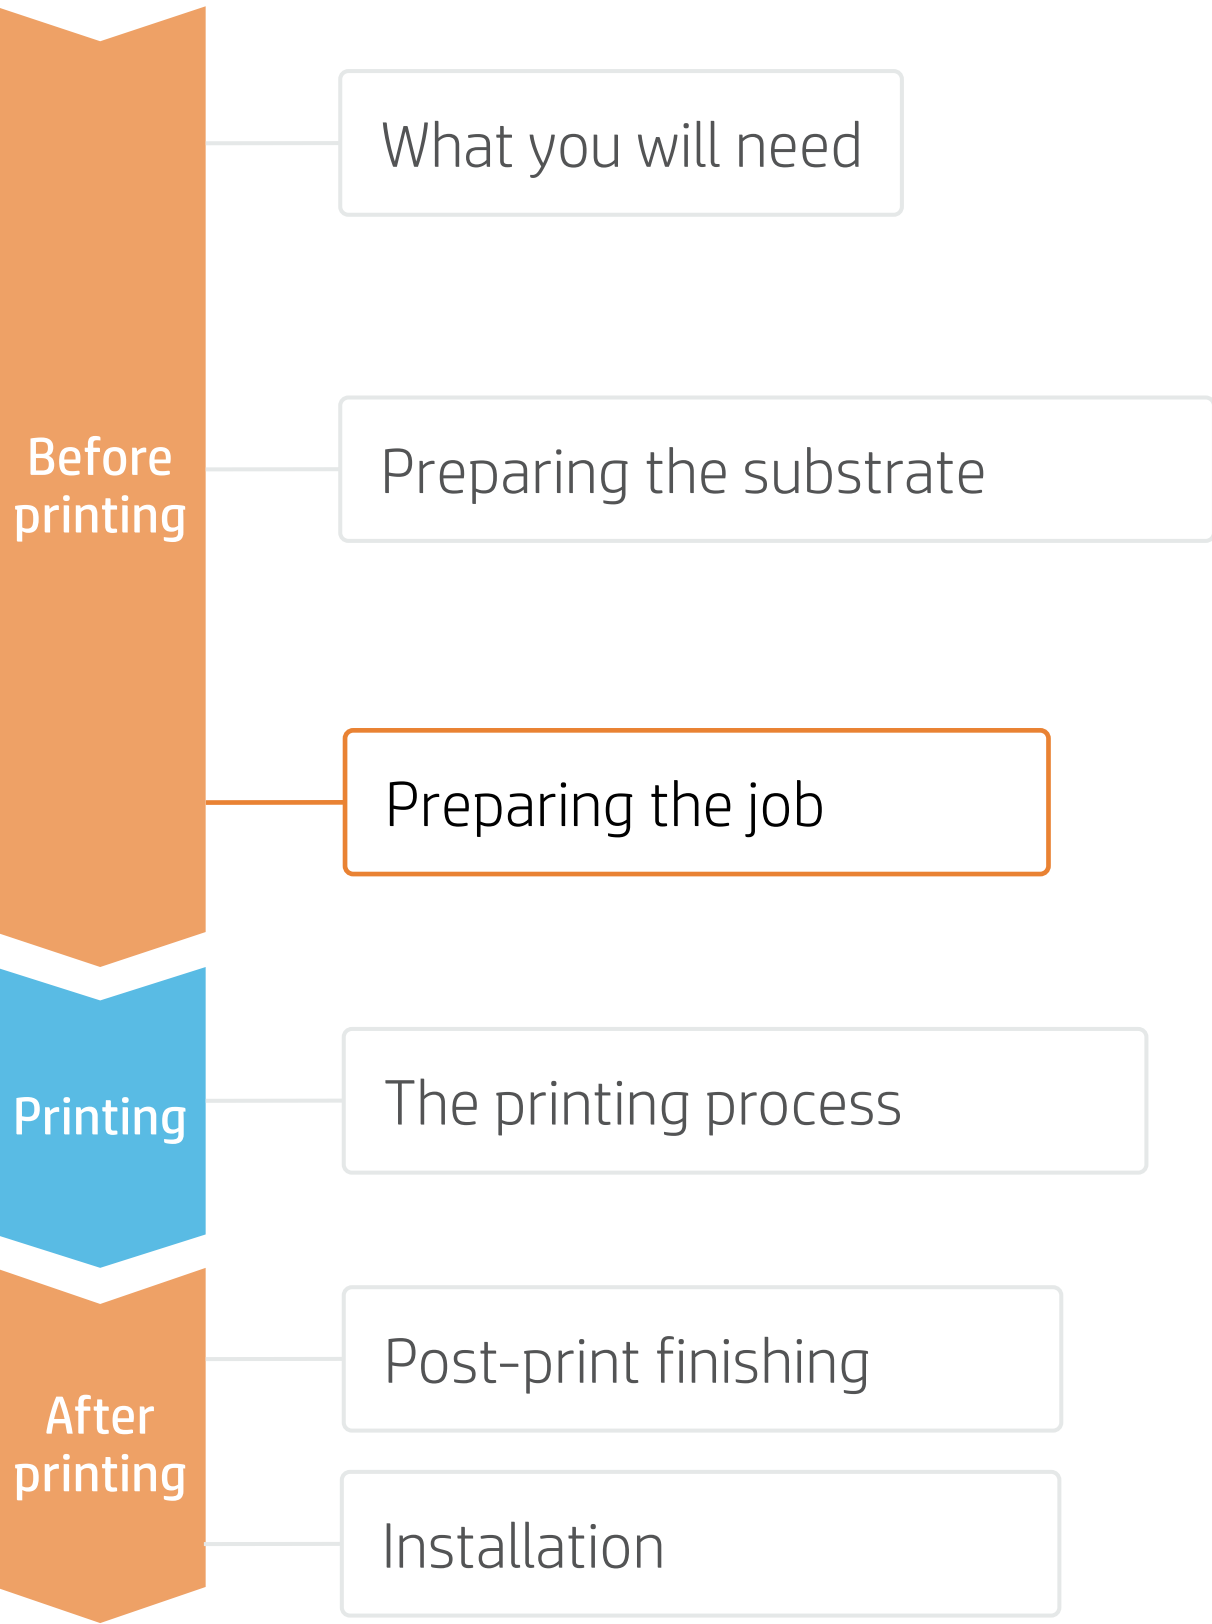 What you will need
Before
printing
Preparing the substrate
Preparing the job
Printing
The printing process
After
printing
Post-print finishing
Installation